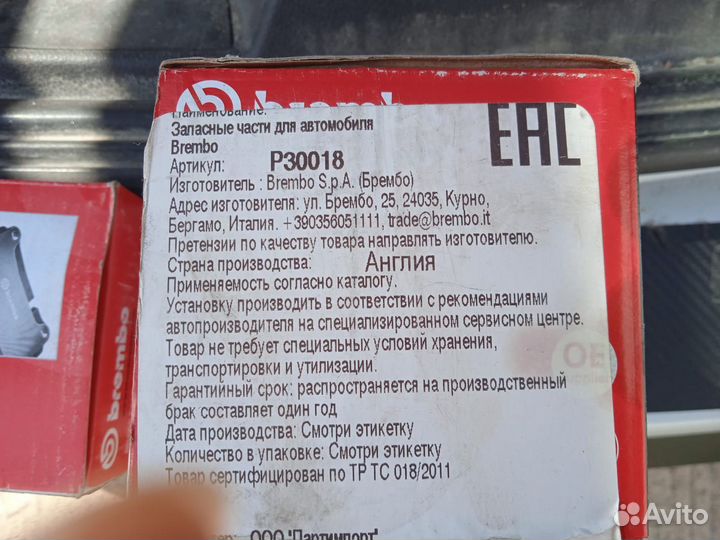 brembo
Наименование:
Запасные части для автомобиля
Brembo
Артикул: P30018
EAC
Изготовитель : Brembo S.p.A. (Брембо)
Адрес изготовителя: ул. Брембо, 25, 24035, Курно,
Бергамо, Италия. +390356051111, trade@brembo.it
Претензии по качеству товара направлять изготовителю.
Страна производства: Англия
Применяемость согласно каталогу.
Установку производить в соответствии с рекомендациями
автопроизводителя на специализированном сервисном центре.
Товар не требует специальных условий хранения,
транспортировки и утилизации.
Гарантийный срок: распространяется на производственный
брак составляет один год
Дата производства: Смотри этикетку
Количество в упаковке: Смотри этикетку
Товар сертифицирован по ТР ТС 018/2011
ООО "Партимпорт"
OE
brembo
Avito